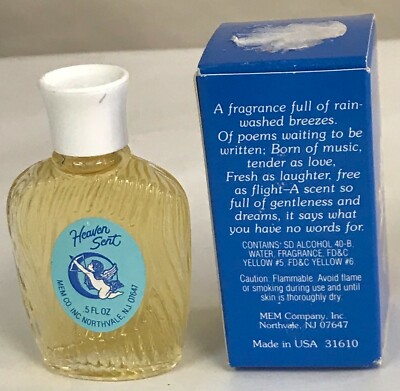 Heaven
Sent
MEM CO. INC. NORTHVALE, N.J. 07647
.5 FL OZ
A fragrance full of rain-
washed breezes.
Of poems waiting to be
written; Born of music,
tender as love,
Fresh as laughter, free
as flight—A scent so
full of gentleness and
dreams, it says what
you have no words for.
CONTAINS: SD ALCOHOL 40-B,
WATER, FRAGRANCE, FD&C
YELLOW #5, FD&C YELLOW #6.
Caution: Flammable. Avoid flame
or smoking during use and until
skin is thoroughly dry.
MEM Company, Inc.
Northvale, NJ 07647
Made in USA 31610